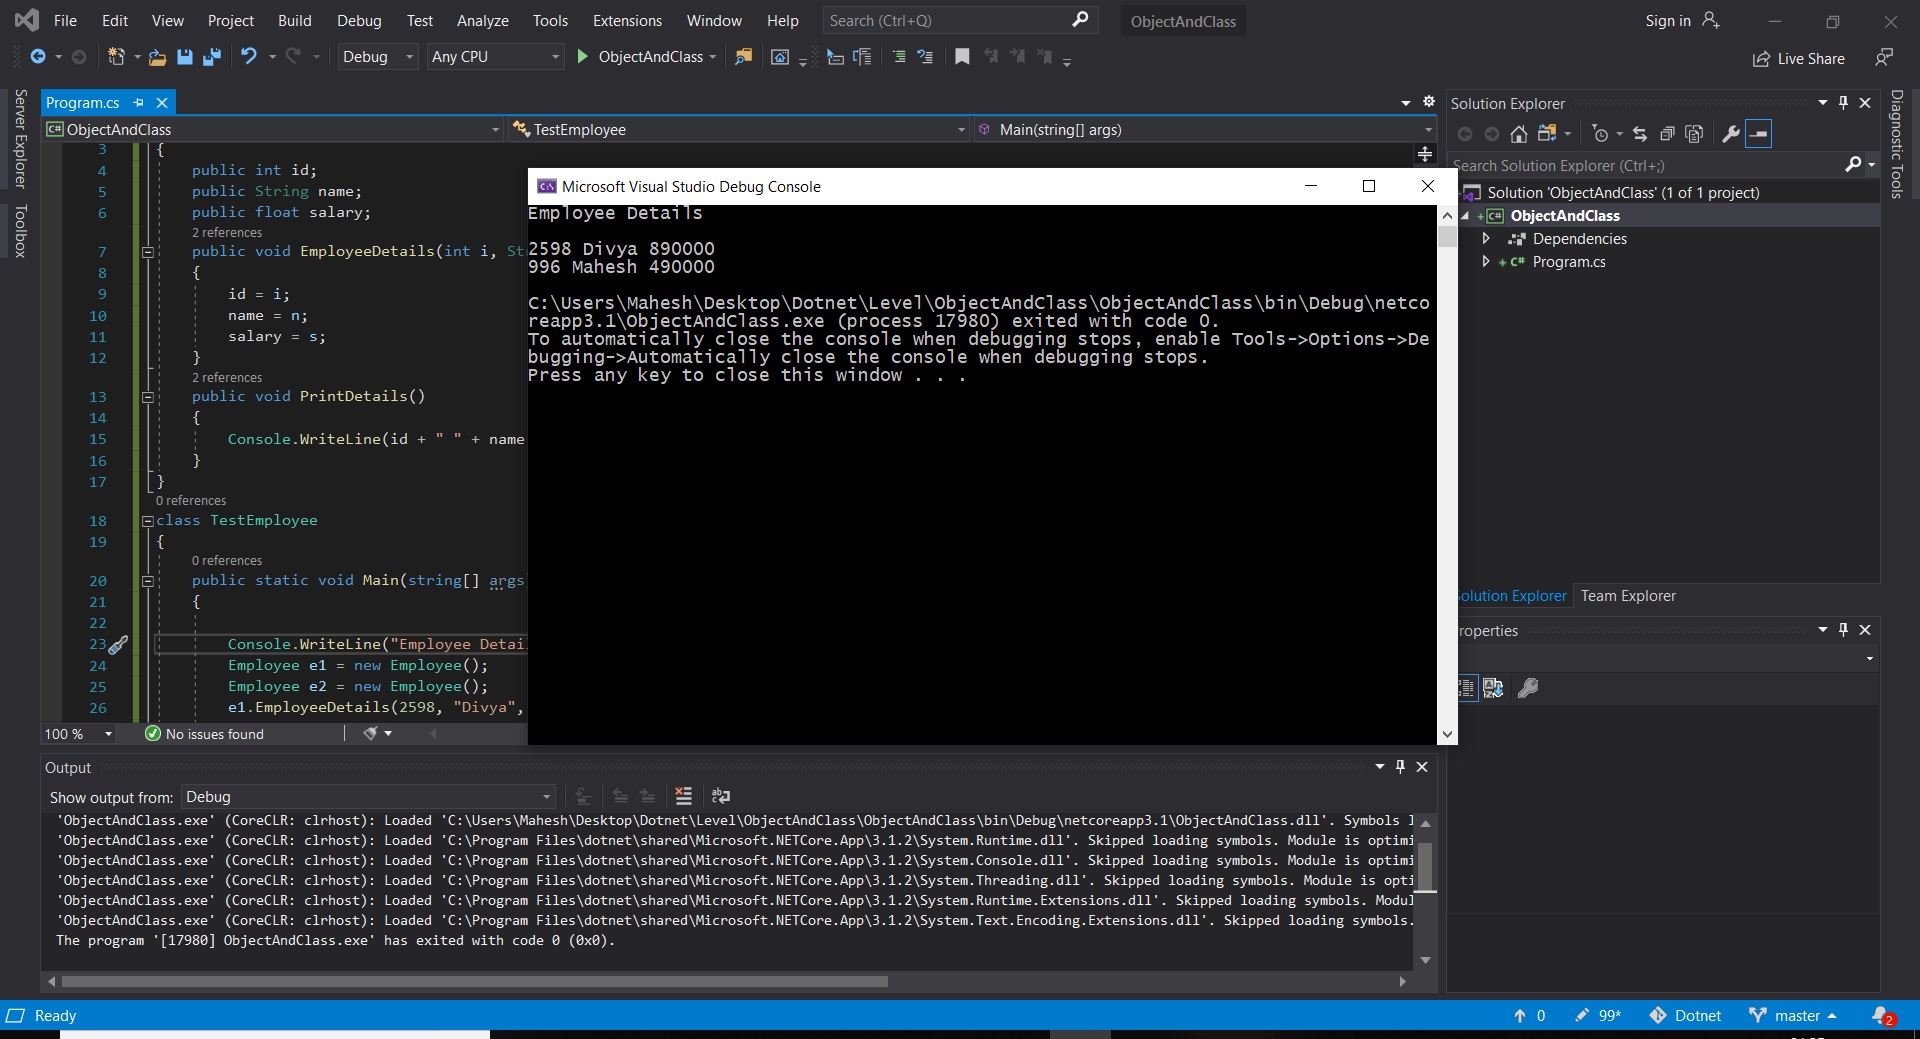 File Edit View Project Build Debug Test Analyze Tools Extensions Window Help Search (Ctrl+Q) ObjectAndClass Sign in
Debug Any CPU ObjectAndClass Live Share
Server Explorer
Toolbox
Program.cs
ObjectAndClass TestEmployee Main(string[] args)
3 {
4 public int id;
5 public String name;
6 public float salary;
2 references
7 public void EmployeeDetails(int i, St
8 {
9 id = i;
10 name = n;
11 salary = s;
12 }
2 references
13 public void PrintDetails()
14 {
15 Console.WriteLine(id + " " + name
16 }
17 }
0 references
18 class TestEmployee
19 {
0 references
20 public static void Main(string[] args
21 {
22
23 Console.WriteLine("Employee Detai
24 Employee e1 = new Employee();
25 Employee e2 = new Employee();
26 e1.EmployeeDetails(2598, "Divya",
100 % No issues found
Microsoft Visual Studio Debug Console
Employee Details
2598 Divya 890000
996 Mahesh 490000
C:\Users\Mahesh\Desktop\Dotnet\Level\ObjectAndClass\ObjectAndClass\bin\Debug\netco
reapp3.1\ObjectAndClass.exe (process 17980) exited with code 0.
To automatically close the console when debugging stops, enable Tools->Options->De
bugging->Automatically close the console when debugging stops.
Press any key to close this window . . .
Solution Explorer
Search Solution Explorer (Ctrl+;)
Solution 'ObjectAndClass' (1 of 1 project)
C# ObjectAndClass
Dependencies
C# Program.cs
olution Explorer Team Explorer
roperties
Diagnostic Tools
Output
Show output from: Debug
'ObjectAndClass.exe' (CoreCLR: clrhost): Loaded 'C:\Users\Mahesh\Desktop\Dotnet\Level\ObjectAndClass\ObjectAndClass\bin\Debug\netcoreapp3.1\ObjectAndClass.dll'. Symbols l
'ObjectAndClass.exe' (CoreCLR: clrhost): Loaded 'C:\Program Files\dotnet\shared\Microsoft.NETCore.App\3.1.2\System.Runtime.dll'. Skipped loading symbols. Module is optimi
'ObjectAndClass.exe' (CoreCLR: clrhost): Loaded 'C:\Program Files\dotnet\shared\Microsoft.NETCore.App\3.1.2\System.Console.dll'. Skipped loading symbols. Module is optimi
'ObjectAndClass.exe' (CoreCLR: clrhost): Loaded 'C:\Program Files\dotnet\shared\Microsoft.NETCore.App\3.1.2\System.Threading.dll'. Skipped loading symbols. Module is opti
'ObjectAndClass.exe' (CoreCLR: clrhost): Loaded 'C:\Program Files\dotnet\shared\Microsoft.NETCore.App\3.1.2\System.Runtime.Extensions.dll'. Skipped loading symbols. Modul
'ObjectAndClass.exe' (CoreCLR: clrhost): Loaded 'C:\Program Files\dotnet\shared\Microsoft.NETCore.App\3.1.2\System.Text.Encoding.Extensions.dll'. Skipped loading symbols.
The program '[17980] ObjectAndClass.exe' has exited with code 0 (0x0).
Ready 0 99* Dotnet master 2